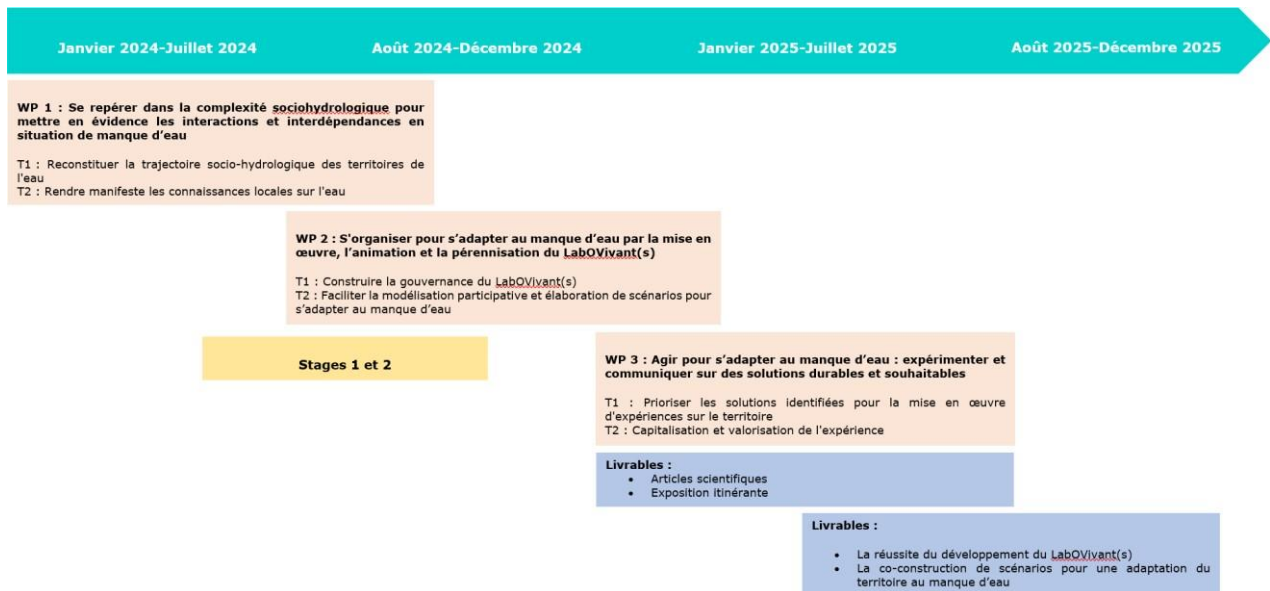 Janvier 2024-Juillet 2024
Août 2024-Décembre 2024
Janvier 2025-Juillet 2025
Août 2025-Décembre 2025
WP 1 : Se repérer dans la complexité sociohydrologique pour
mettre en évidence les interactions et interdépendances en
situation de manque d’eau
T1 : Reconstituer la trajectoire socio-hydrologique des territoires de
l'eau
T2 : Rendre manifeste les connaissances locales sur l'eau
WP 2 : S'organiser pour s’adapter au manque d’eau par la mise en
œuvre, l’animation et la pérennisation du LabOVivant(s)
T1 : Construire la gouvernance du LabOVivant(s)
T2 : Faciliter la modélisation participative et élaboration de scénarios pour
s’adapter au manque d’eau
Stages 1 et 2
WP 3 : Agir pour s’adapter au manque d’eau : expérimenter et
communiquer sur des solutions durables et souhaitables
T1 : Prioriser les solutions identifiées pour la mise en œuvre
d'expériences sur le territoire
T2 : Capitalisation et valorisation de l'expérience
Livrables :
• Articles scientifiques
• Exposition itinérante
Livrables :
• La réussite du développement du LabOVivant(s)
• La co-construction de scénarios pour une adaptation du
territoire au manque d’eau